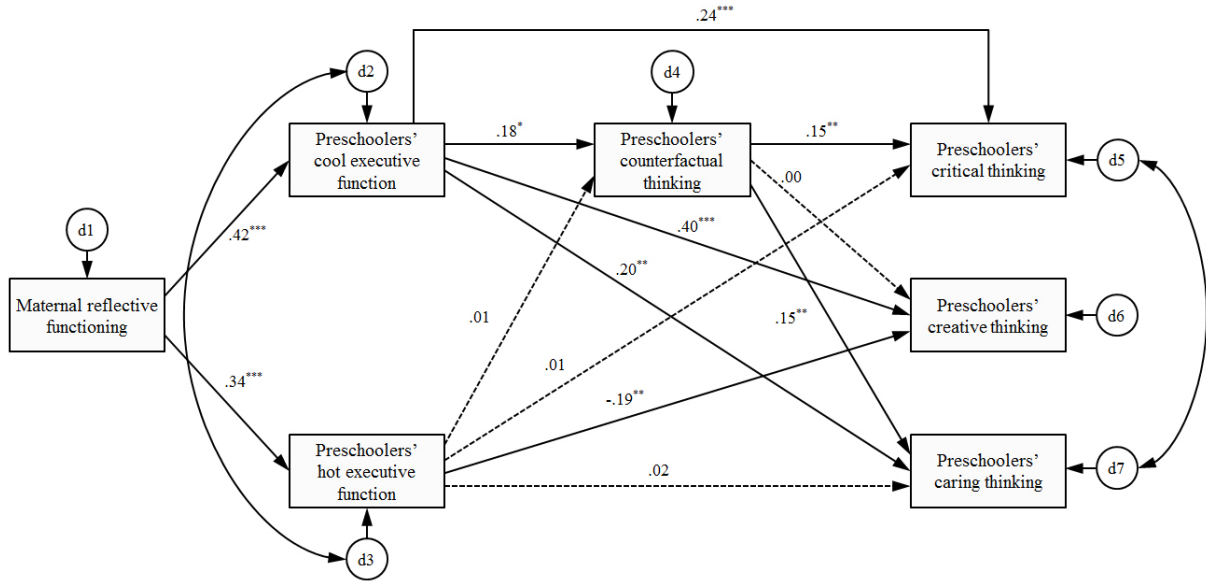 .24***
d2
d4
Preschoolers’
cool executive
function
.18*
Preschoolers’
counterfactual
thinking
.15**
Preschoolers’
critical thinking
d5
.00
d1
.42***
.40***
.20**
Maternal reflective
functioning
.01
.15**
Preschoolers’
creative thinking
d6
.01
.34***
-.19**
Preschoolers’
hot executive
function
.02
Preschoolers’
caring thinking
d7
d3